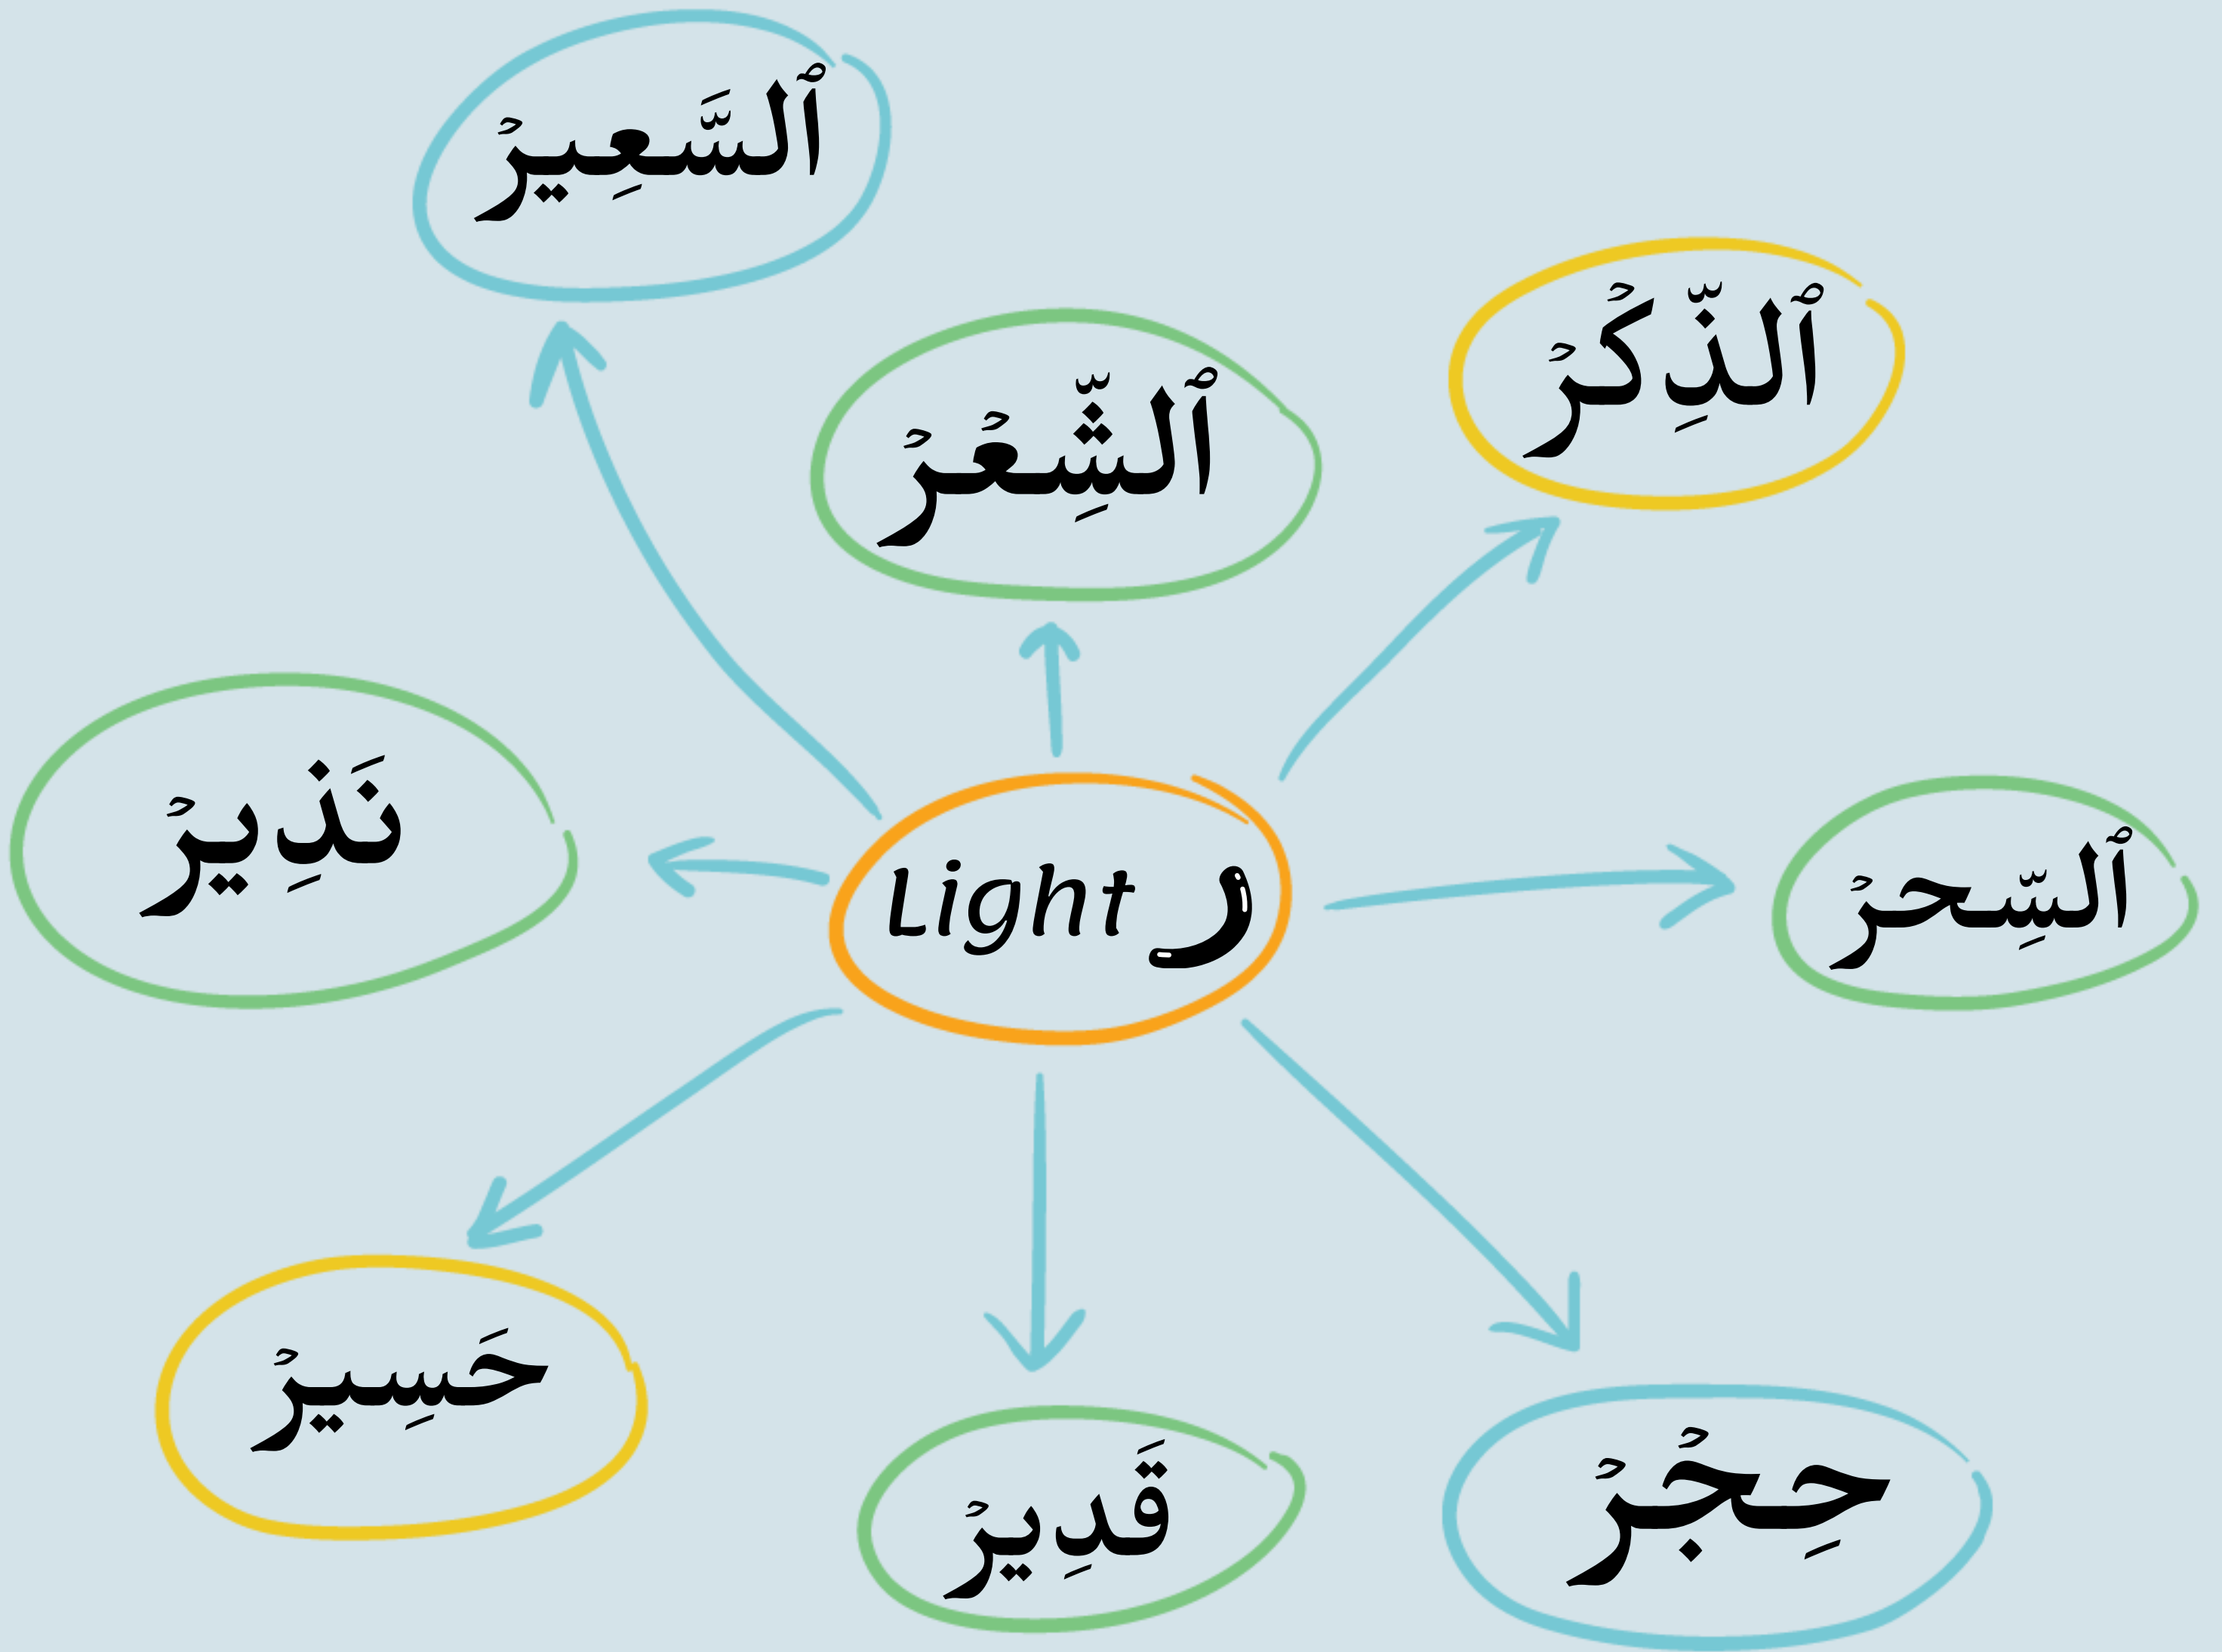 ٱلسَّعِيرْ
ٱلذِّكْرْ
ٱلشِّعْرْ
نَذِيرْ
Light ر
ٱلسِّحرْ
حَسِيرْ
قَدِيرْ
حِجْرْ